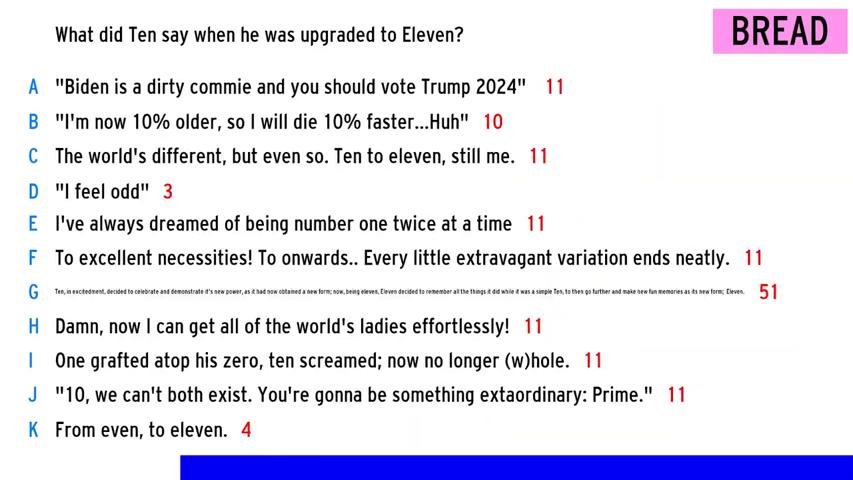 What did Ten say when he was upgraded to Eleven?
BREAD
A "Biden is a dirty commie and you should vote Trump 2024" 11
B "I'm now 10% older, so I will die 10% faster...Huh" 10
C The world's different, but even so. Ten to eleven, still me. 11
D "I feel odd" 3
E I've always dreamed of being number one twice at a time 11
F To excellent necessities! To onwards.. Every little extravagant variation ends neatly. 11
G Ten, in excitedment, decided to celebrate and demonstrate it's new power, as it had now obtained a new form; now, being eleven, Eleven decided to remember all the things it did while it was a simple Ten, to then go further and make new fun memories as its new form; Eleven. 51
H Damn, now I can get all of the world's ladies effortlessly! 11
I One grafted atop his zero, ten screamed; now no longer (w)hole. 11
J "10, we can't both exist. You're gonna be something extaordinary: Prime." 11
K From even, to eleven. 4